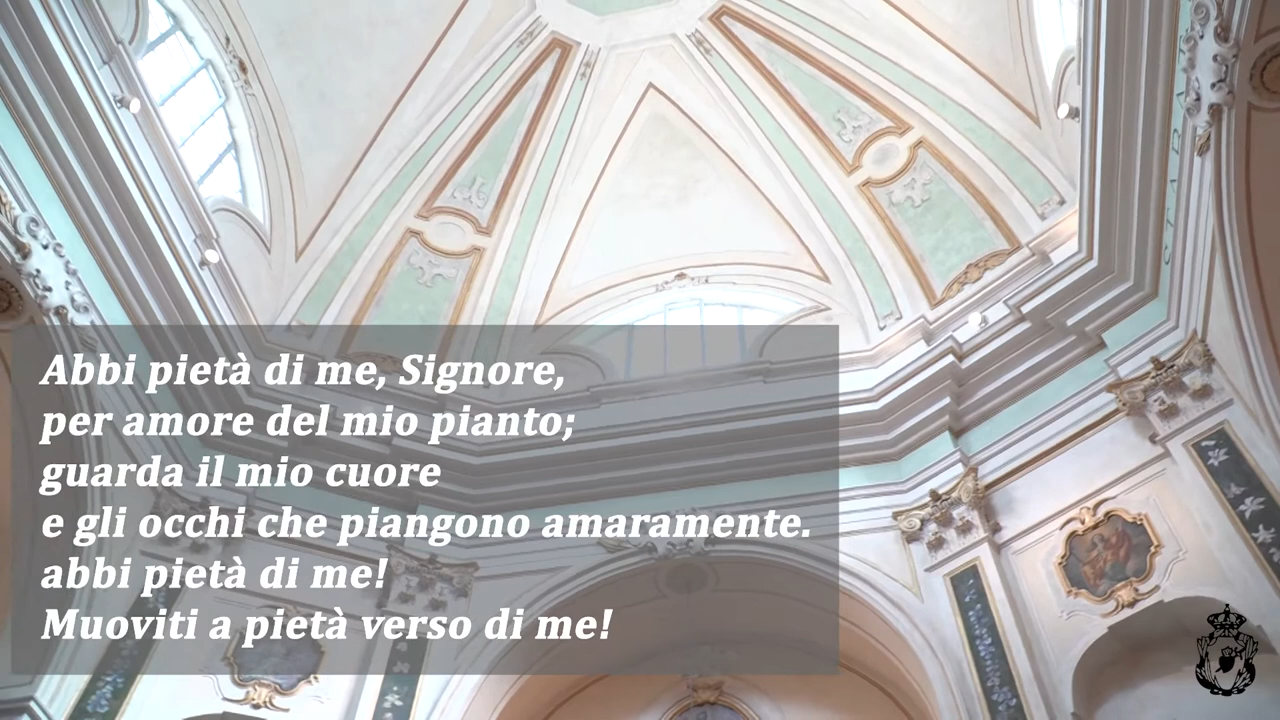 Abbi pietà di me, Signore,
per amore del mio pianto;
guarda il mio cuore
e gli occhi che piangono amaramente.
abbi pietà di me!
Muoviti a pietà verso di me!